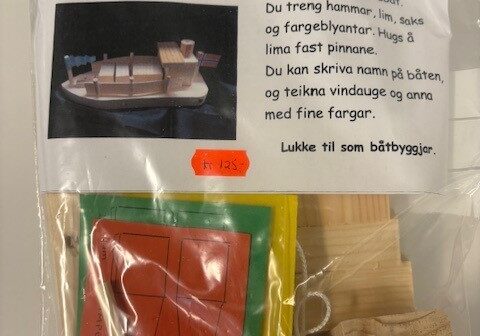 Du treng hammar, lim, saks
og fargeblyantar. Hugs å
lima fast pinnane.
Du kan skriva namn på båten,
og teikna vindauge og anna
med fine fargar.
Lukke til som båtbyggjar.
kr 125,-